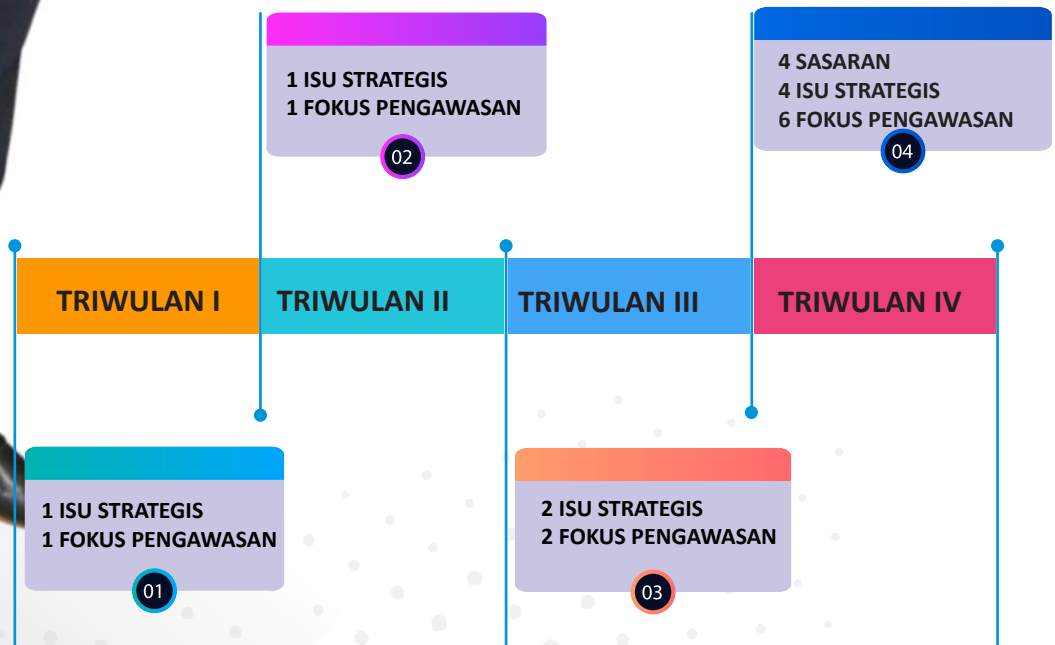 1 ISU STRATEGIS
1 FOKUS PENGAWASAN
02
4 SASARAN
4 ISU STRATEGIS
6 FOKUS PENGAWASAN
04
TRIWULAN I
TRIWULAN II
TRIWULAN III
TRIWULAN IV
1 ISU STRATEGIS
1 FOKUS PENGAWASAN
01
2 ISU STRATEGIS
2 FOKUS PENGAWASAN
03